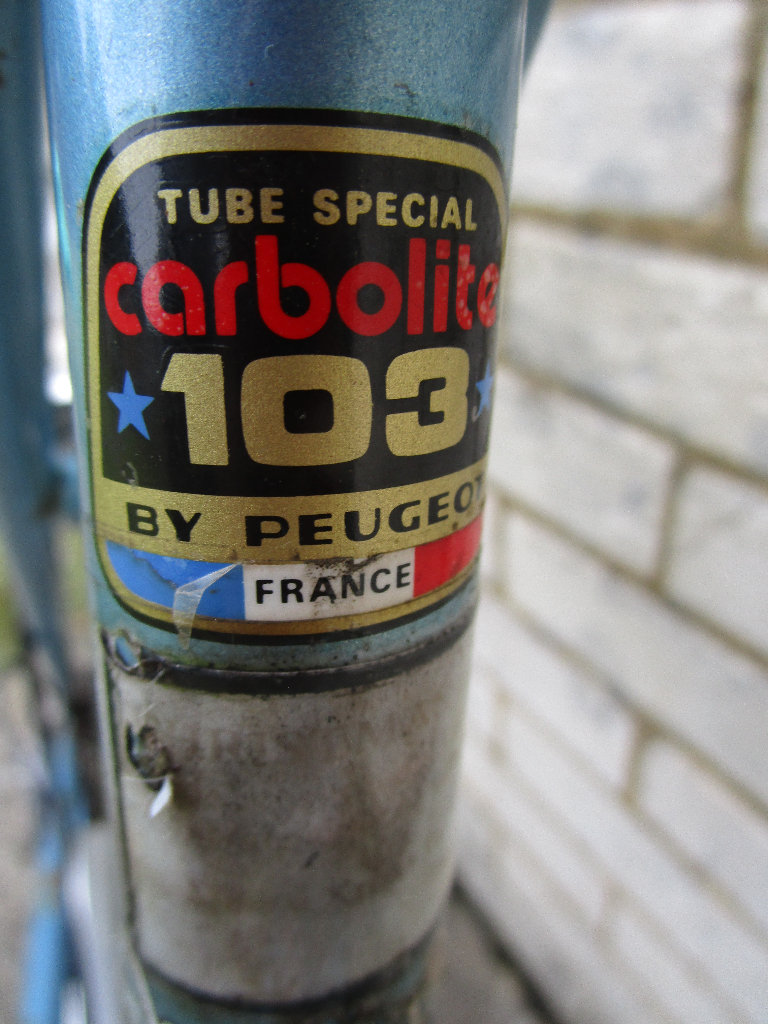 TUBE SPECIAL
carbolite
103
BY PEUGEOT
FRANCE